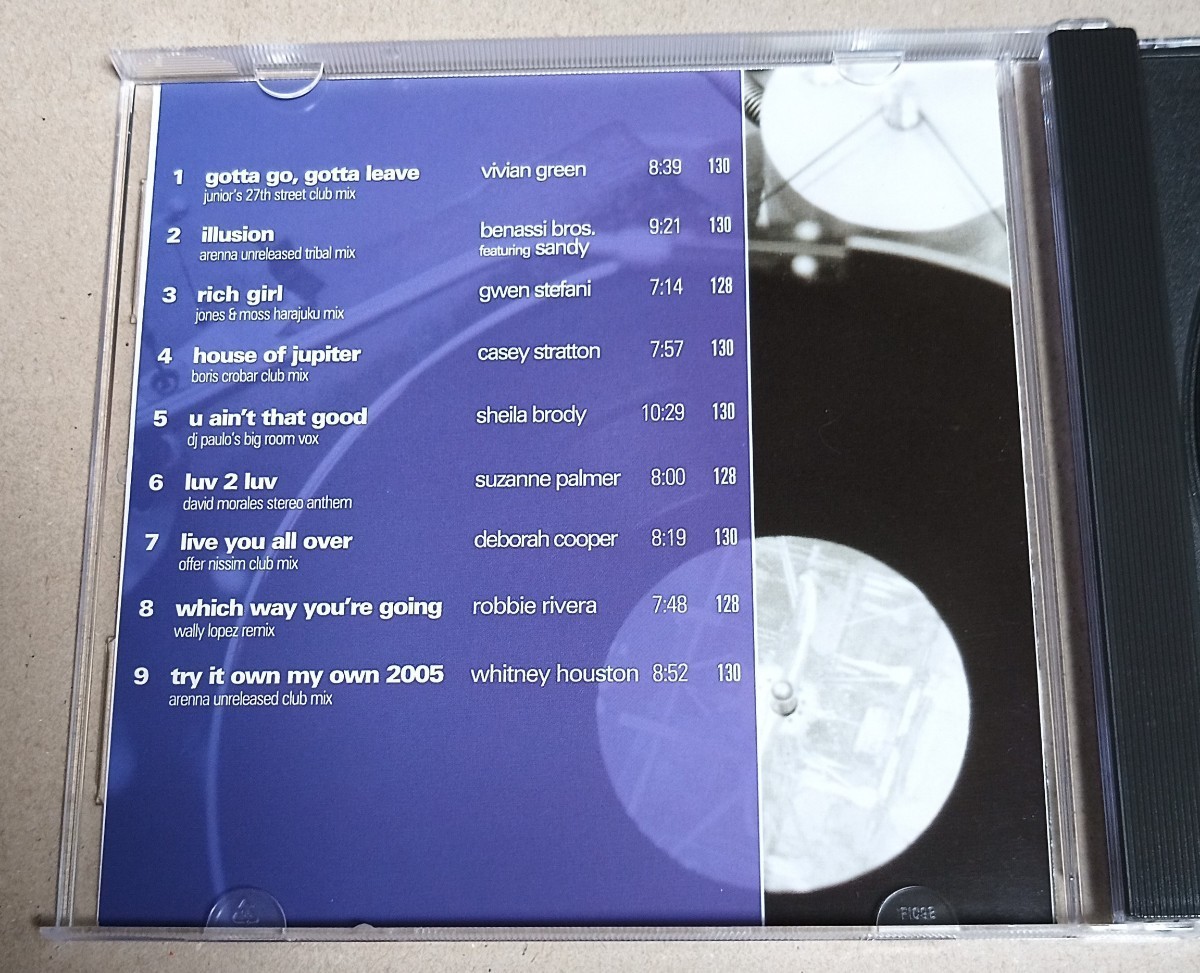 1 gotta go, gotta leave vivian green 8:39 130
junior's 27th street club mix
2 illusion benassi bros. 9:21 130
arenna unreleased tribal mix featuring sandy
3 rich girl gwen stefani 7:14 128
jones & moss harajuku mix
4 house of jupiter casey stratton 7:57 130
boris crobar club mix
5 u ain't that good sheila brody 10:29 130
dj paulo's big room vox
6 luv 2 luv suzanne palmer 8:00 128
david morales stereo anthem
7 live you all over deborah cooper 8:19 130
offer nissim club mix
8 which way you're going robbie rivera 7:48 128
wally lopez remix
9 try it own my own 2005 whitney houston 8:52 130
arenna unreleased club mix